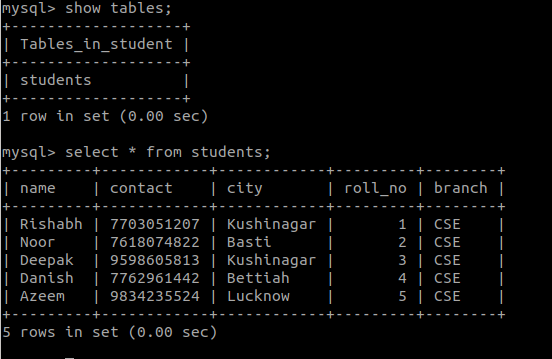 mysql> show tables;
+-------------------+
| Tables_in_student |
+-------------------+
| students          |
+-------------------+
1 row in set (0.00 sec)

mysql> select * from students;
+---------+------------+------------+---------+--------+
| name    | contact    | city       | roll_no | branch |
+---------+------------+------------+---------+--------+
| Rishabh | 7703051207 | Kushinagar |       1 | CSE    |
| Noor    | 7618074822 | Basti      |       2 | CSE    |
| Deepak  | 9598605813 | Kushinagar |       3 | CSE    |
| Danish  | 7762961442 | Bettiah    |       4 | CSE    |
| Azeem   | 9834235524 | Lucknow    |       5 | CSE    |
+---------+------------+------------+---------+--------+
5 rows in set (0.00 sec)